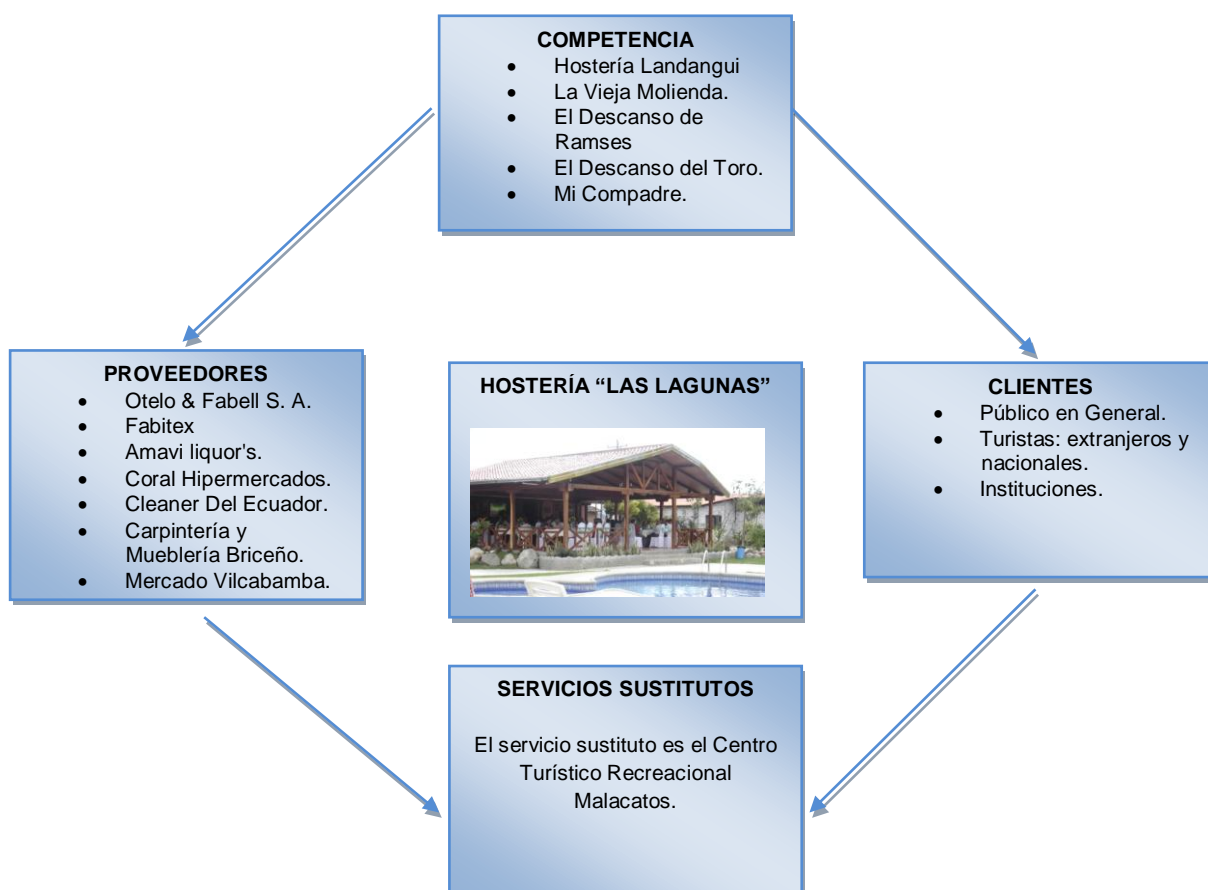 COMPETENCIA
• Hostería Landangui
• La Vieja Molienda.
• El Descanso de
Ramses
• El Descanso del Toro.
• Mi Compadre.
PROVEEDORES
• Otelo & Fabell S. A.
• Fabitex
• Amavi liquor's.
• Coral Hipermercados.
• Cleaner Del Ecuador.
• Carpintería y
Mueblería Briceño.
• Mercado Vilcabamba.
HOSTERÍA “LAS LAGUNAS”
CLIENTES
• Público en General.
• Turistas: extranjeros y
nacionales.
• Instituciones.
SERVICIOS SUSTITUTOS
El servicio sustituto es el Centro
Turístico Recreacional
Malacatos.